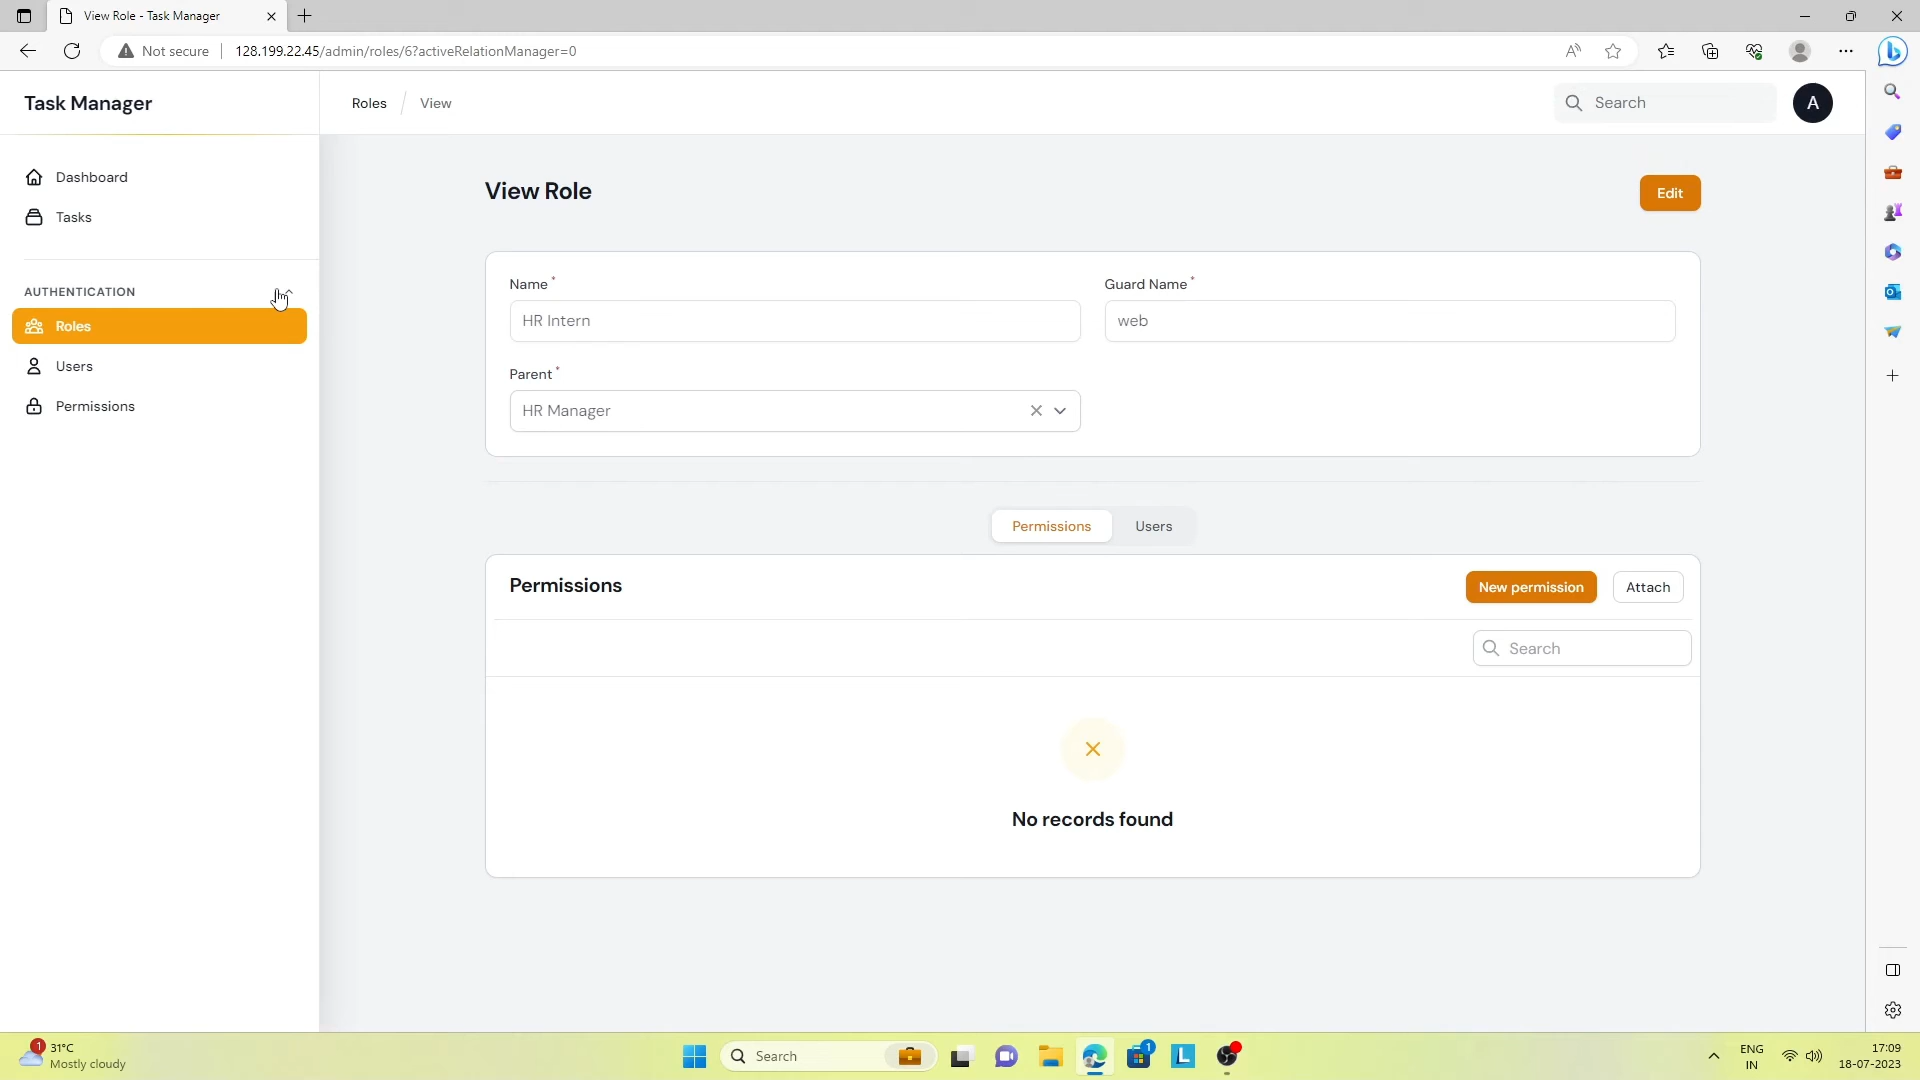 View Role - Task Manager
Not secure
128.199.22.45/admin/roles/6?activeRelationManager=0
Task Manager
Roles
View
Search
A
Dashboard
Tasks
AUTHENTICATION
Roles
Users
Permissions
View Role
Edit
Name *
Guard Name *
HR Intern
web
Parent *
HR Manager
Permissions
Users
Permissions
New permission
Attach
Search
No records found
1
31°C
Mostly cloudy
Search
1
L
ENG
IN
17:09
18-07-2023